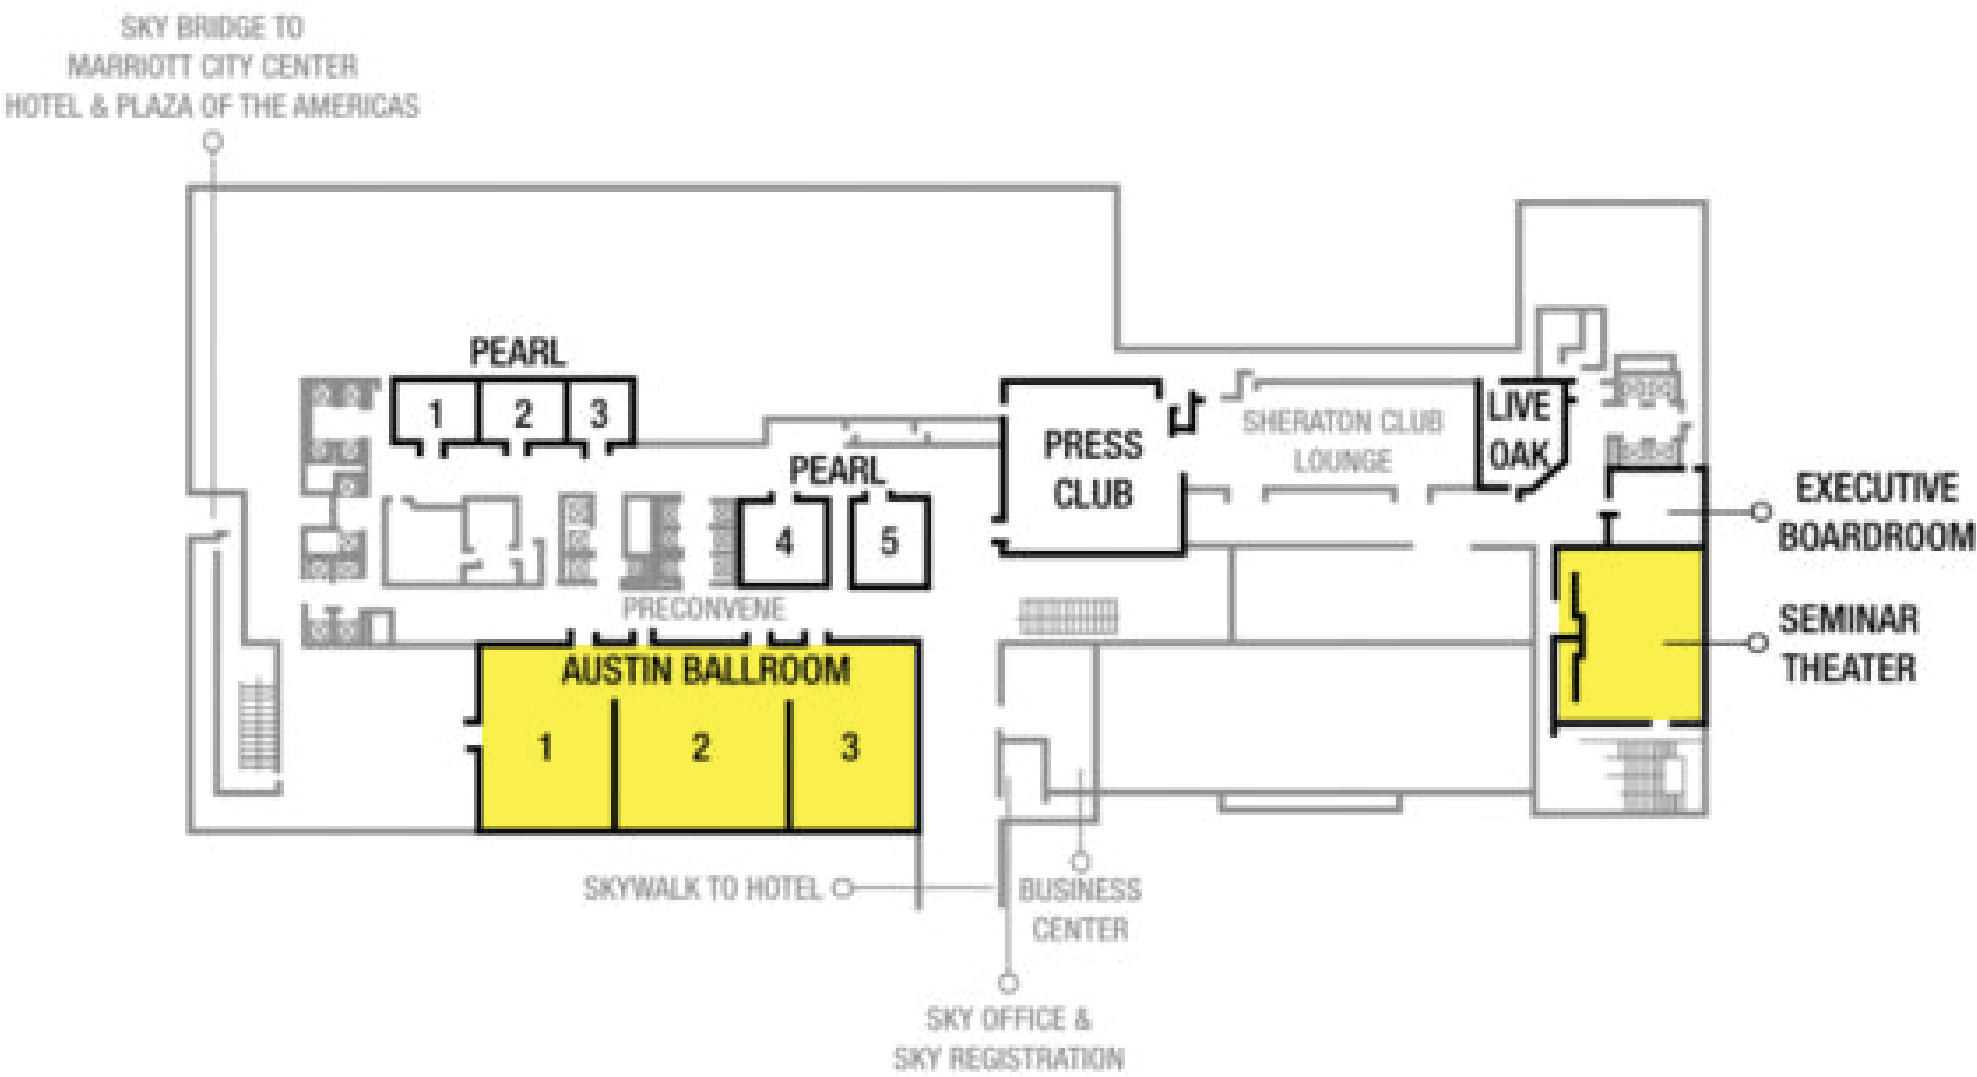 SKY BRIDGE TO
MARRIOTT CITY CENTER
HOTEL & PLAZA OF THE AMERICAS
PEARL
1
2
3
PEARL
4
5
PRESS
CLUB
SHERATON CLUB
LOUNGE
LIVE
OAK
EXECUTIVE
BOARDROOM
PRECONVENE
SEMINAR
THEATER
AUSTIN BALLROOM
1
2
3
SKYWALK TO HOTEL
BUSINESS
CENTER
SKY OFFICE &
SKY REGISTRATION